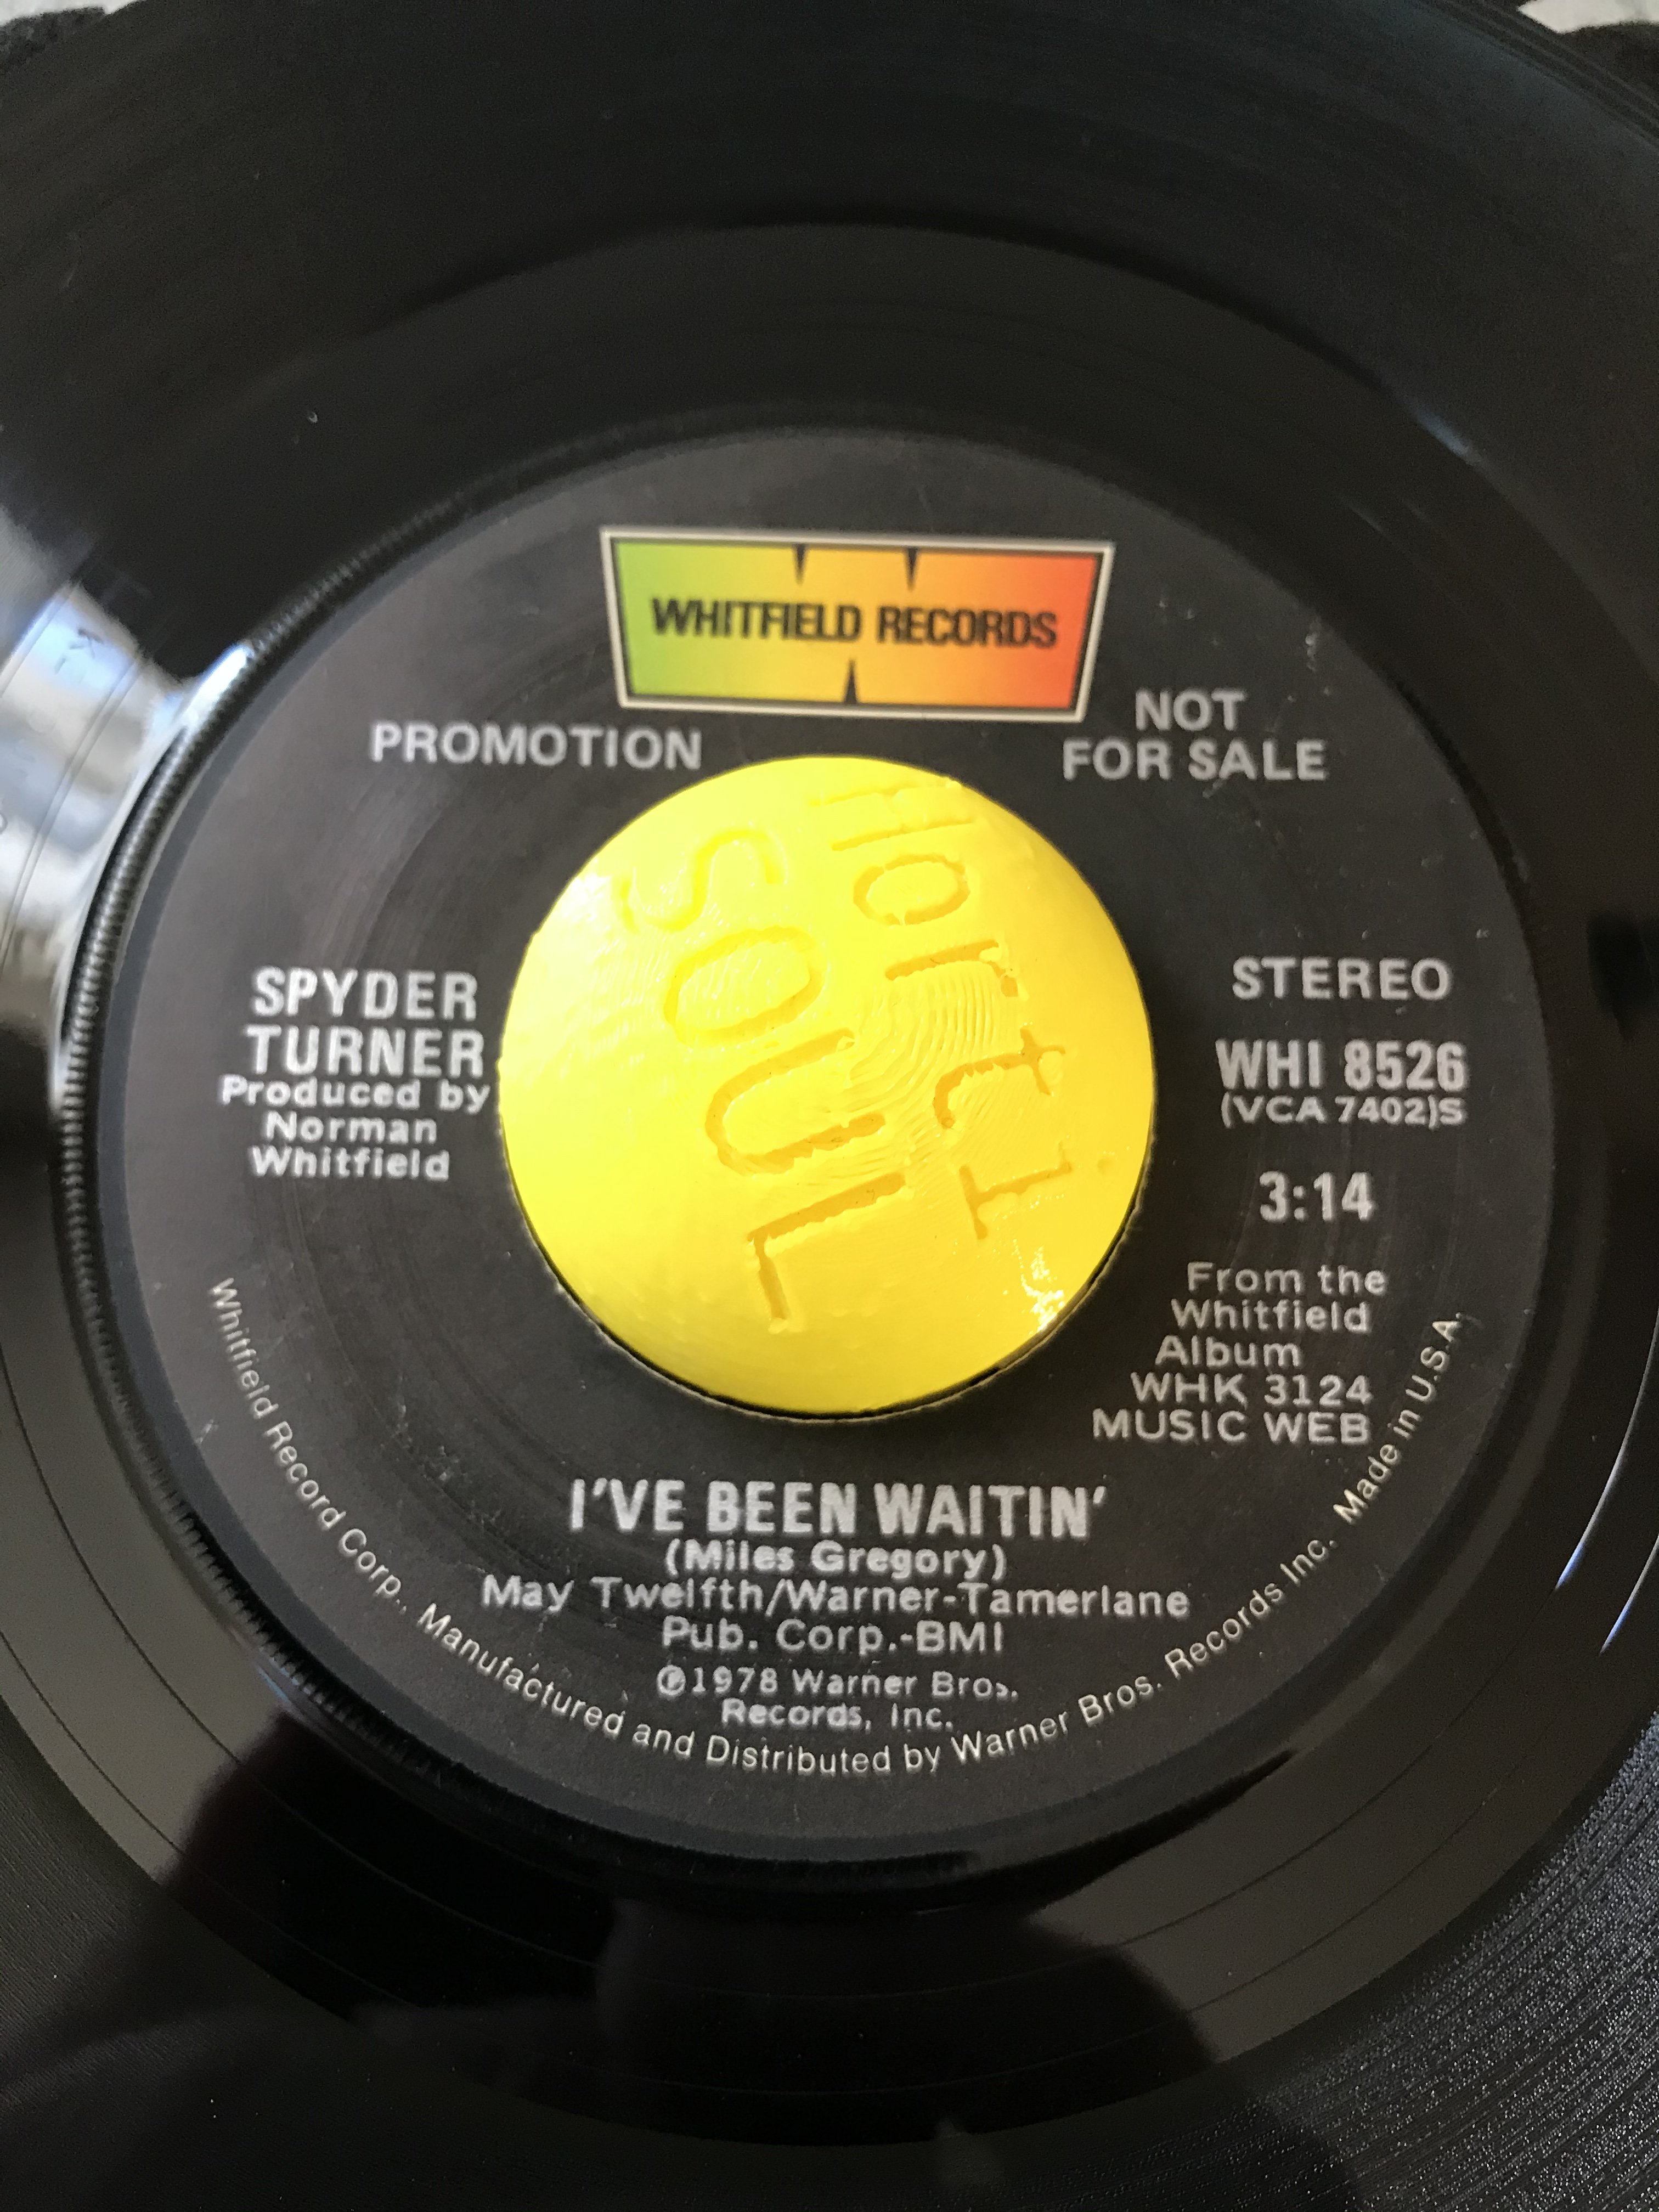 WHITFIELD RECORDS
PROMOTION
NOT
FOR SALE
SPYDER
TURNER
Produced by
Norman
Whitfield
SOUL
STEREO
WHI 8526
(VCA 7402)S
3:14
From the
Whitfield
Album
WHK 3124
MUSIC WEB
I'VE BEEN WAITIN'
(Miles Gregory)
May Twelfth/Warner-Tamerlane
Pub. Corp.-BMI
℗1978 Warner Bros.
Records, Inc.
Whitfield Record Corp., Manufactured and Distributed by Warner Bros. Records Inc. Made in U.S.A.